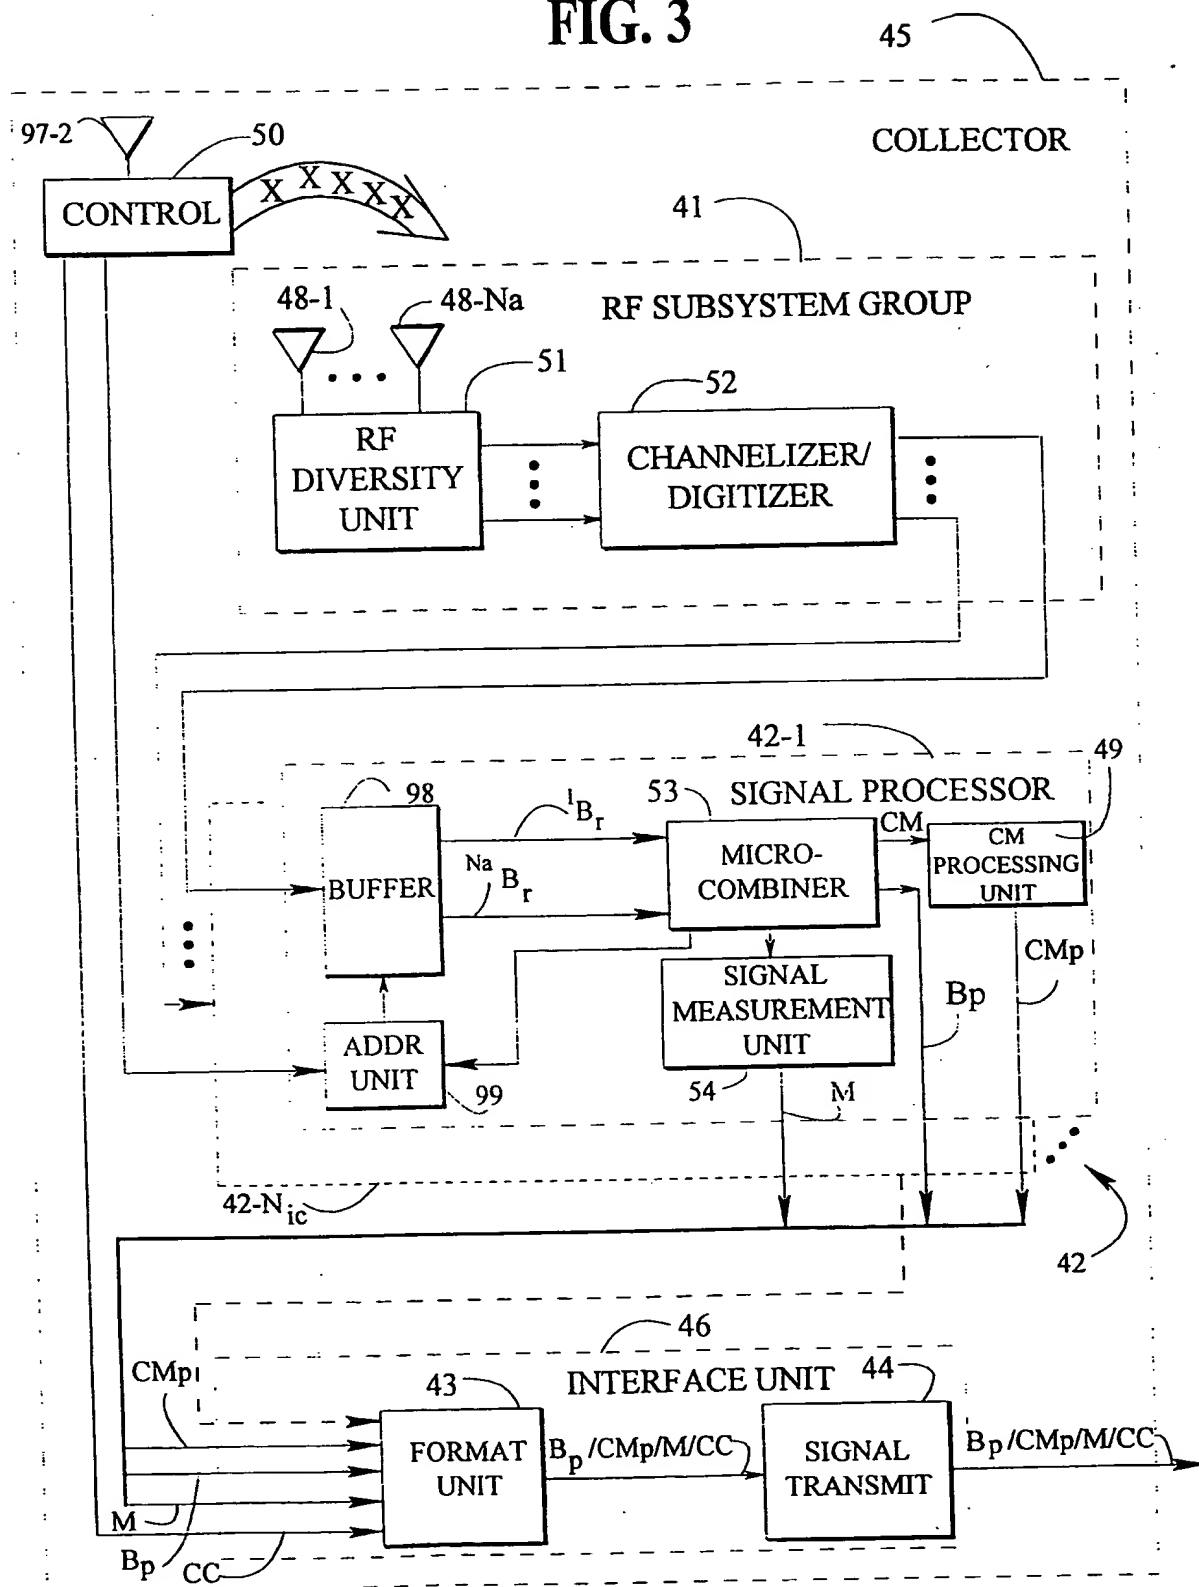 FIG. 3
45
97-2
50
COLLECTOR
CONTROL
X X X X X
41
48-1
48-Na
RF SUBSYSTEM GROUP
51
52
RF
DIVERSITY
UNIT
CHANNELIZER/
DIGITIZER
42-1
49
98
53
SIGNAL PROCESSOR
1Br
CM
CM
PROCESSING
UNIT
MICRO-
COMBINER
BUFFER
NaBr
CMp
SIGNAL
MEASUREMENT
UNIT
Bp
ADDR
UNIT
99
54
M
42-Nic
42
46
CMp
INTERFACE UNIT
44
43
FORMAT
UNIT
Bp/CMp/M/CC
SIGNAL
TRANSMIT
Bp/CMp/M/CC
M
Bp
CC